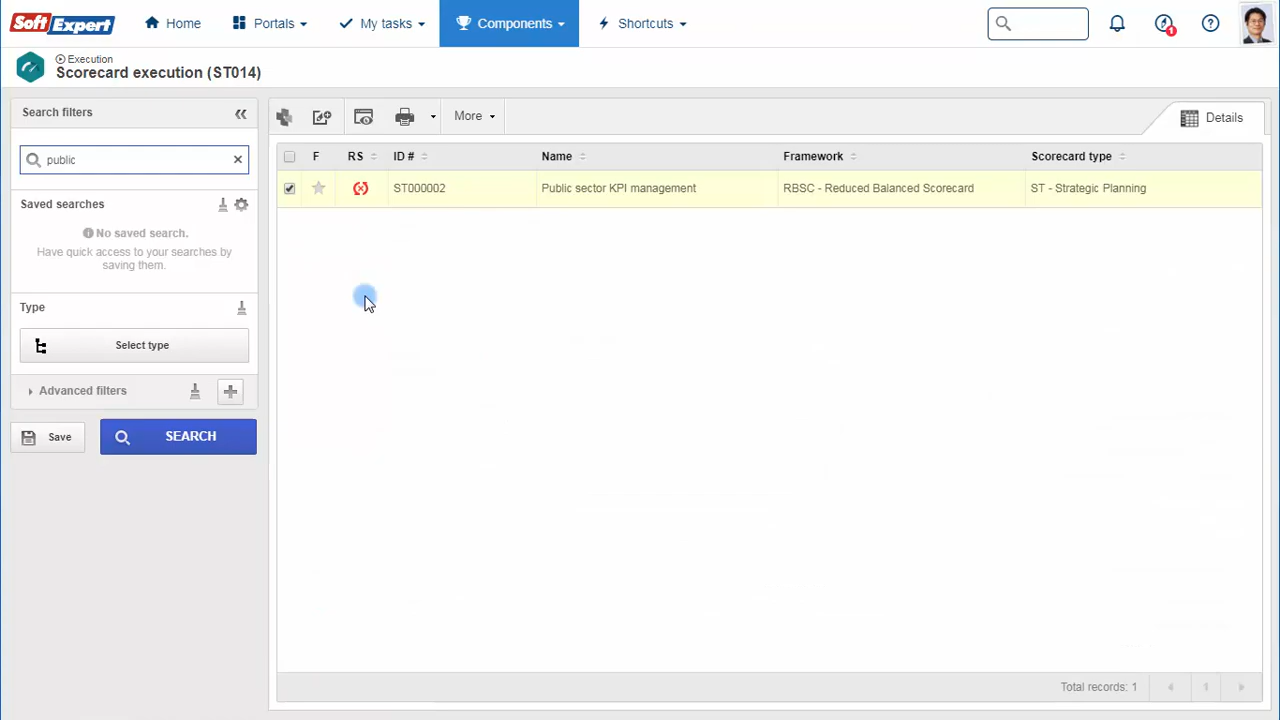 SoftExpert
Home
Portals
My tasks
Components
Shortcuts
1
Execution
Scorecard execution (ST014)
Search filters
public
Saved searches
No saved search.
Have quick access to your searches by
saving them.
Type
Select type
Advanced filters
Save
SEARCH
More
Details
F
RS
ID #
Name
Framework
Scorecard type
ST000002
Public sector KPI management
RBSC - Reduced Balanced Scorecard
ST - Strategic Planning
Total records: 1
1